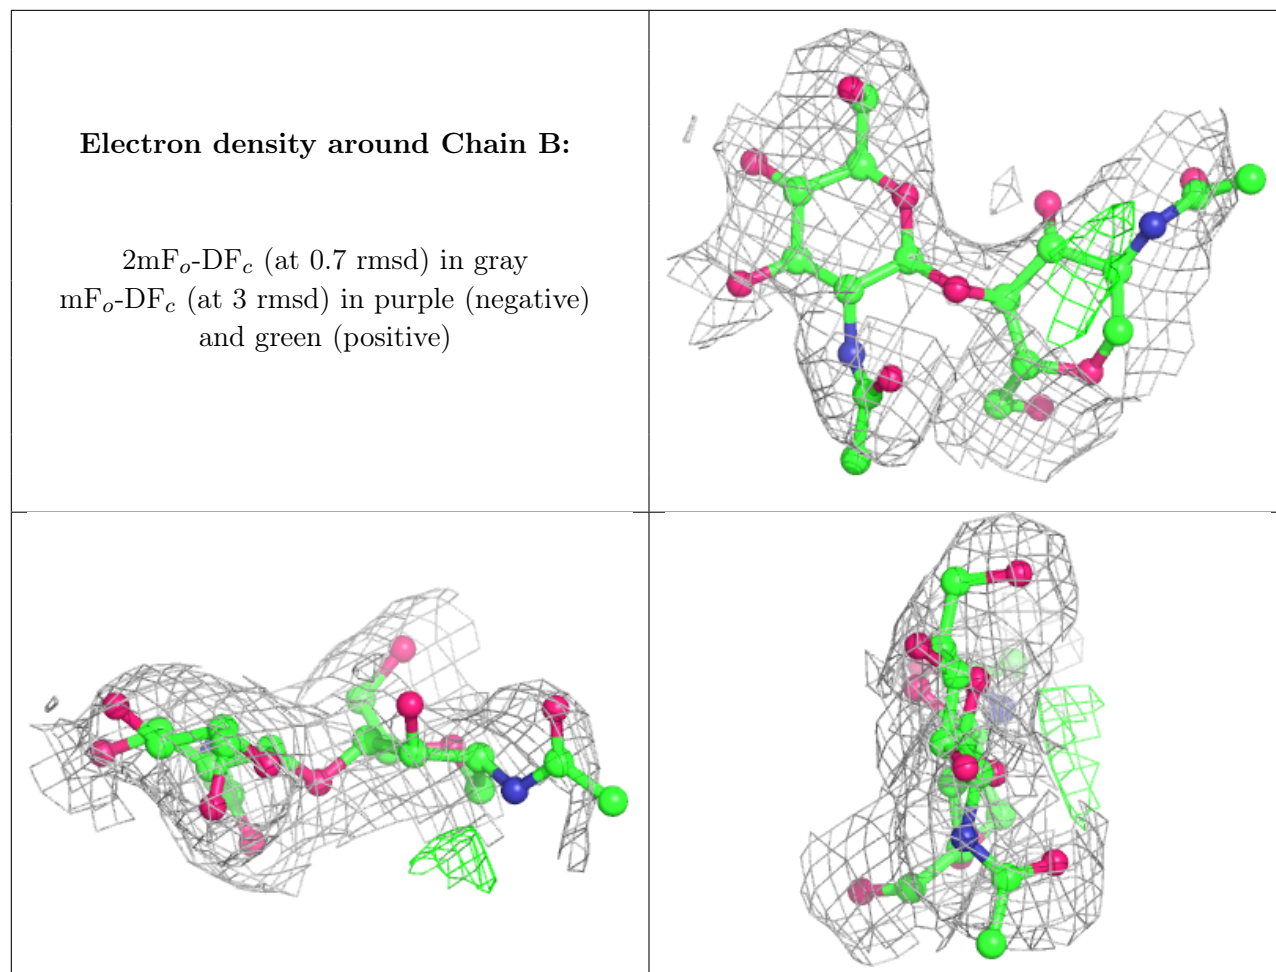 Electron density around Chain B:
2mFₒ-DF𝒸 (at 0.7 rmsd) in gray
mFₒ-DF𝒸 (at 3 rmsd) in purple (negative)
and green (positive)